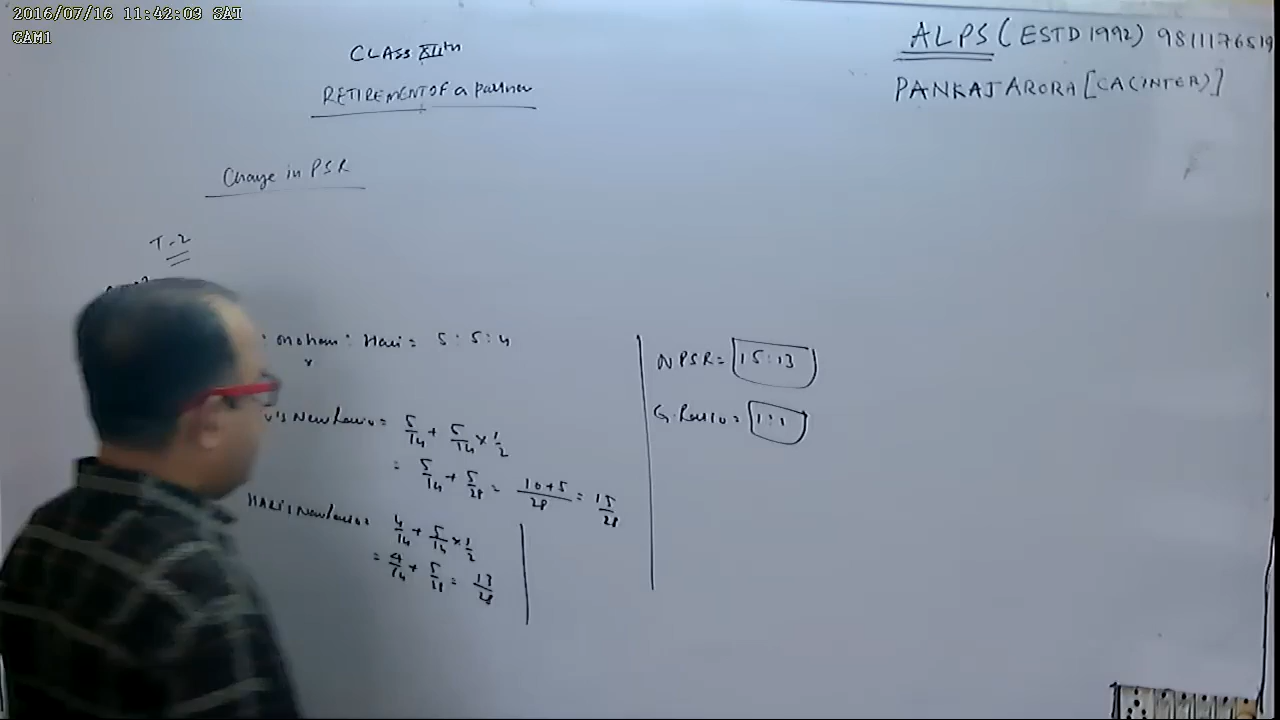 2016/07/16 11:42:09 SAT
CAM1
CLASS XIIth
RETIREMENT OF a partner
ALPS (ESTD 1992) 9811176519
PANKAJ ARORA [CA (INTER)]
Change in PSR
T-2
Mohan : Hari = 5 : 5 : 4
x
's New Ratio = 5/14 + 5/14 × 1/2
= 5/14 + 5/28 = 10+5/28 = 15/28
HARI'S New Ratio = 4/14 + 5/14 × 1/2
= 4/14 + 5/28 = 13/28
NPSR = 15:13
G. Ratio = 1:1